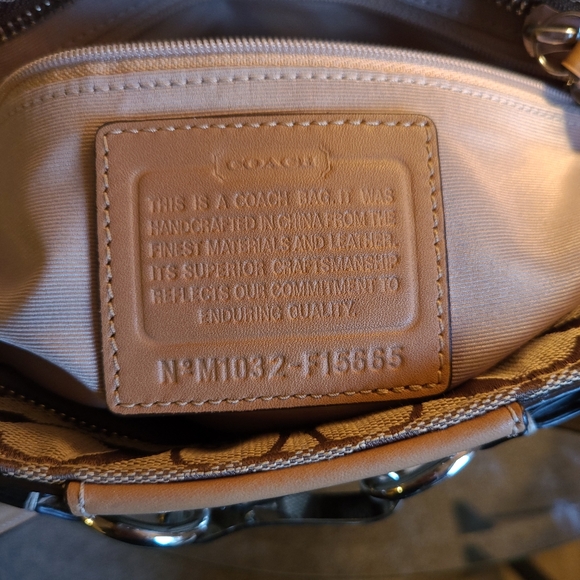 COACH
THIS IS A COACH BAG. IT WAS
HANDCRAFTED IN CHINA FROM THE
FINEST MATERIALS AND LEATHER.
ITS SUPERIOR CRAFTSMANSHIP
REFLECTS OUR COMMITMENT TO
ENDURING QUALITY.
Nº M1032-F15665